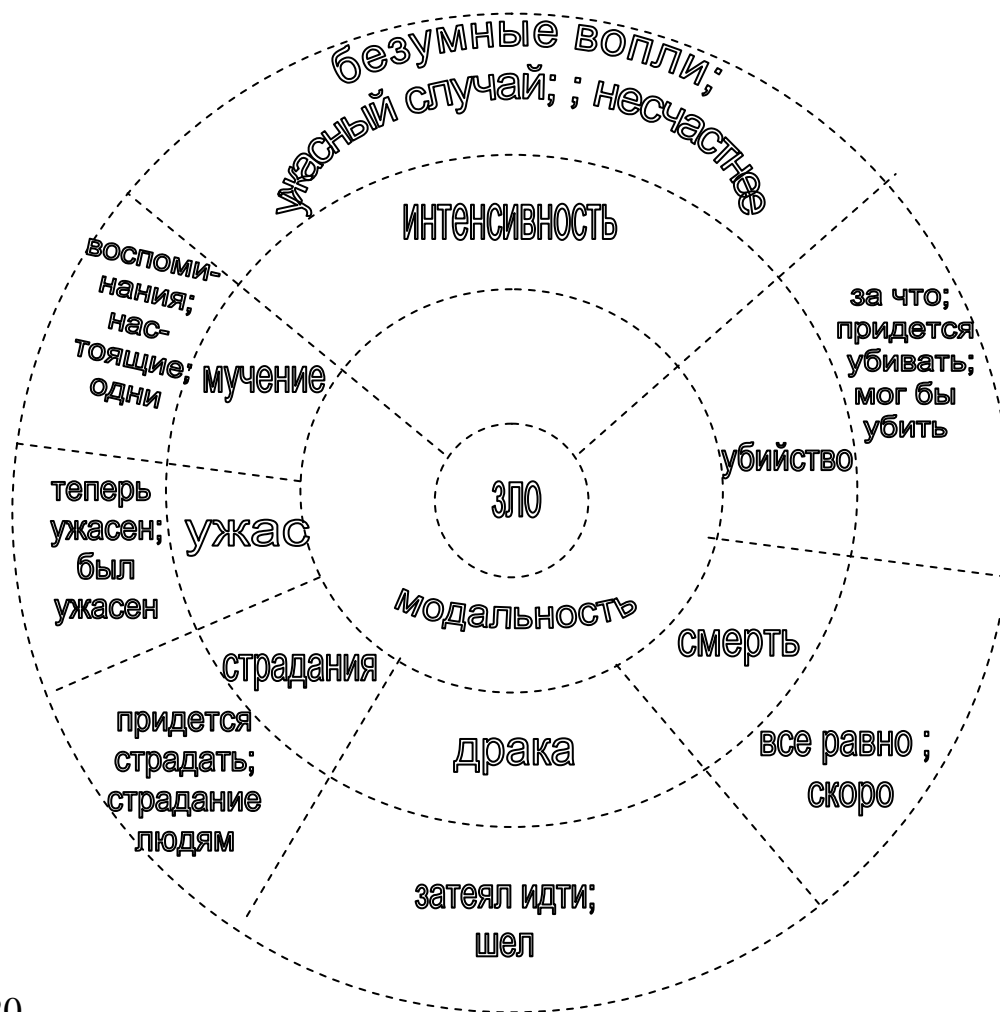 безумные вопли;
ужасный случай; ; несчастнее
интенсивность
воспоми-
нания;
нас-
тоящие;
одни
мучение
за что;
придется
убивать;
мог бы
убить
убийство
зло
теперь
ужасен;
был
ужасен
ужас
модальность
смерть
страдания
придется
страдать;
страдание
людям
драка
все равно ;
скоро
затеял идти;
шел